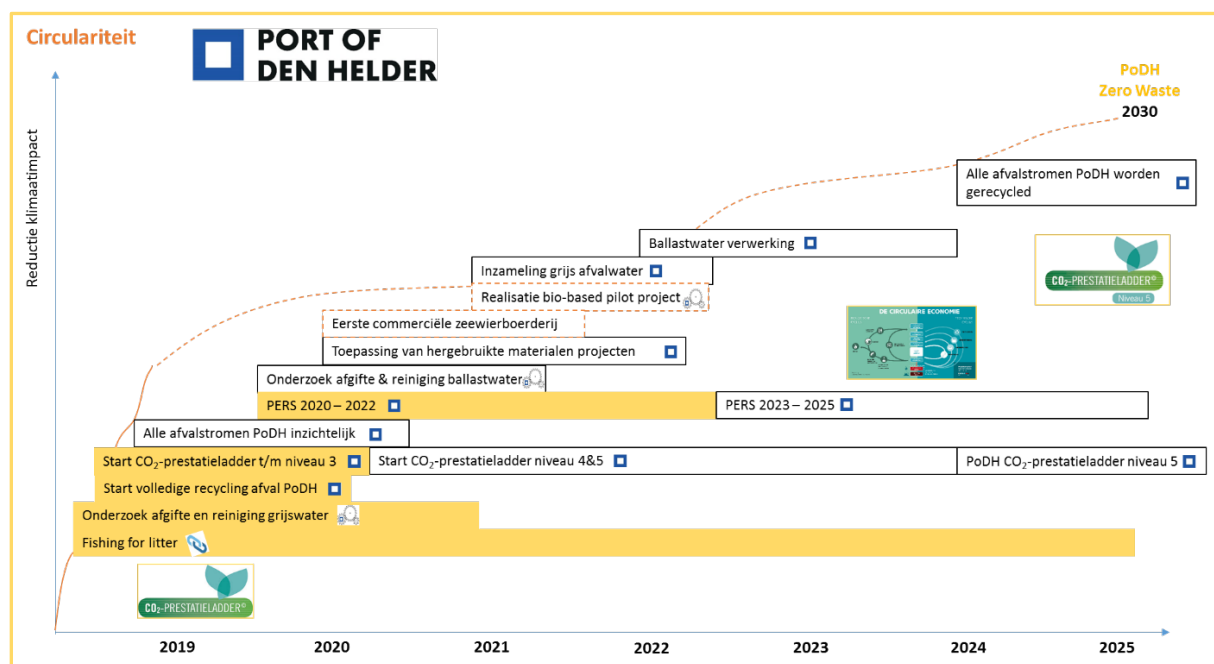 Circulariteit
PORT OF
DEN HELDER
PoDH
Zero Waste
2030
Reductie klimaatimpact
Alle afvalstromen PoDH worden
gerecycled
Ballastwater verwerking
CO₂-PRESTATIELADDER®
Niveau 5
Inzameling grijs afvalwater
Realisatie bio-based pilot project
DE CIRCULAIRE ECONOMIE
Eerste commerciële zeewierboerderij
Toepassing van hergebruikte materialen projecten
Onderzoek afgifte & reiniging ballastwater
PERS 2020 – 2022
PERS 2023 – 2025
Alle afvalstromen PoDH inzichtelijk
Start CO₂-prestatieladder t/m niveau 3
Start CO₂-prestatieladder niveau 4&5
PoDH CO₂-prestatieladder niveau 5
Start volledige recycling afval PoDH
Onderzoek afgifte en reiniging grijswater
Fishing for litter
CO₂-PRESTATIELADDER®
2019
2020
2021
2022
2023
2024
2025